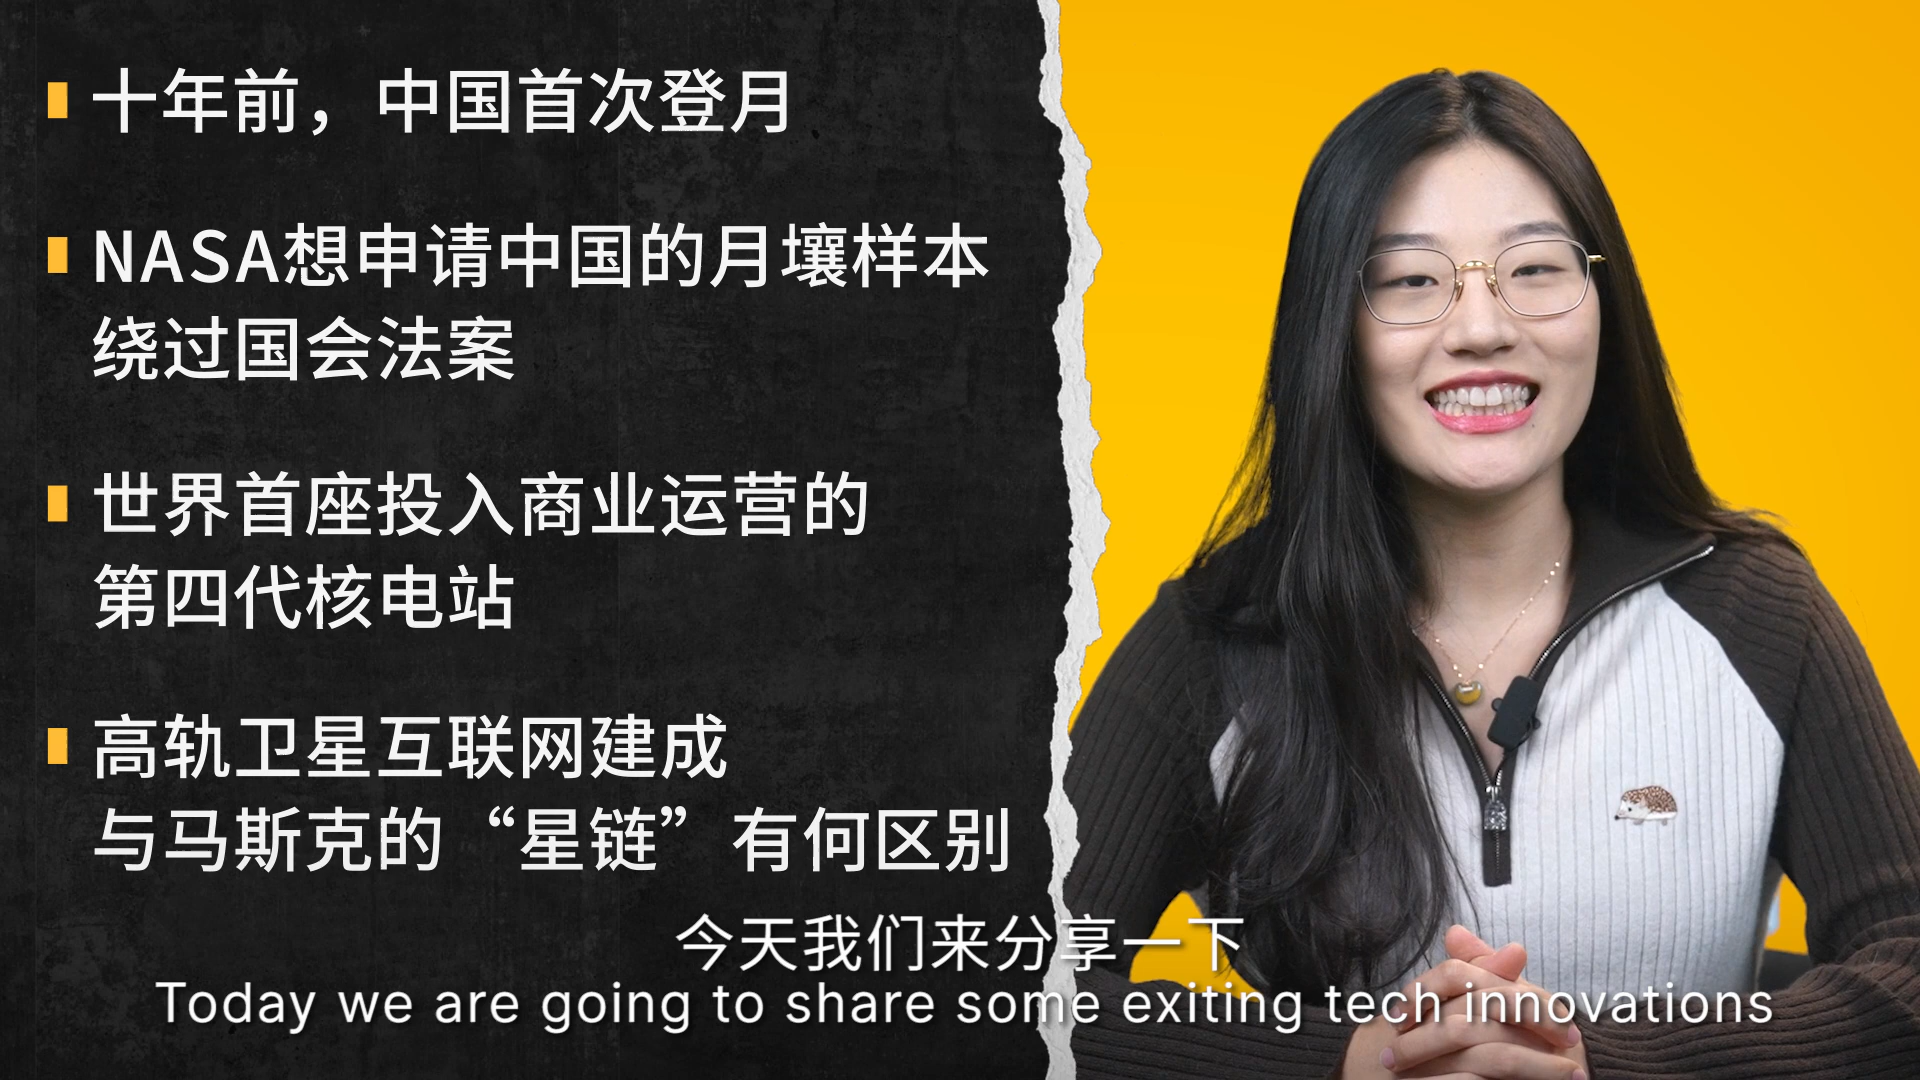 十年前，中国首次登月
NASA想申请中国的月壤样本
绕过国会法案
世界首座投入商业运营的
第四代核电站
高轨卫星互联网建成
与马斯克的“星链”有何区别
今天我们来分享一下
Today we are going to share some exiting tech innovations